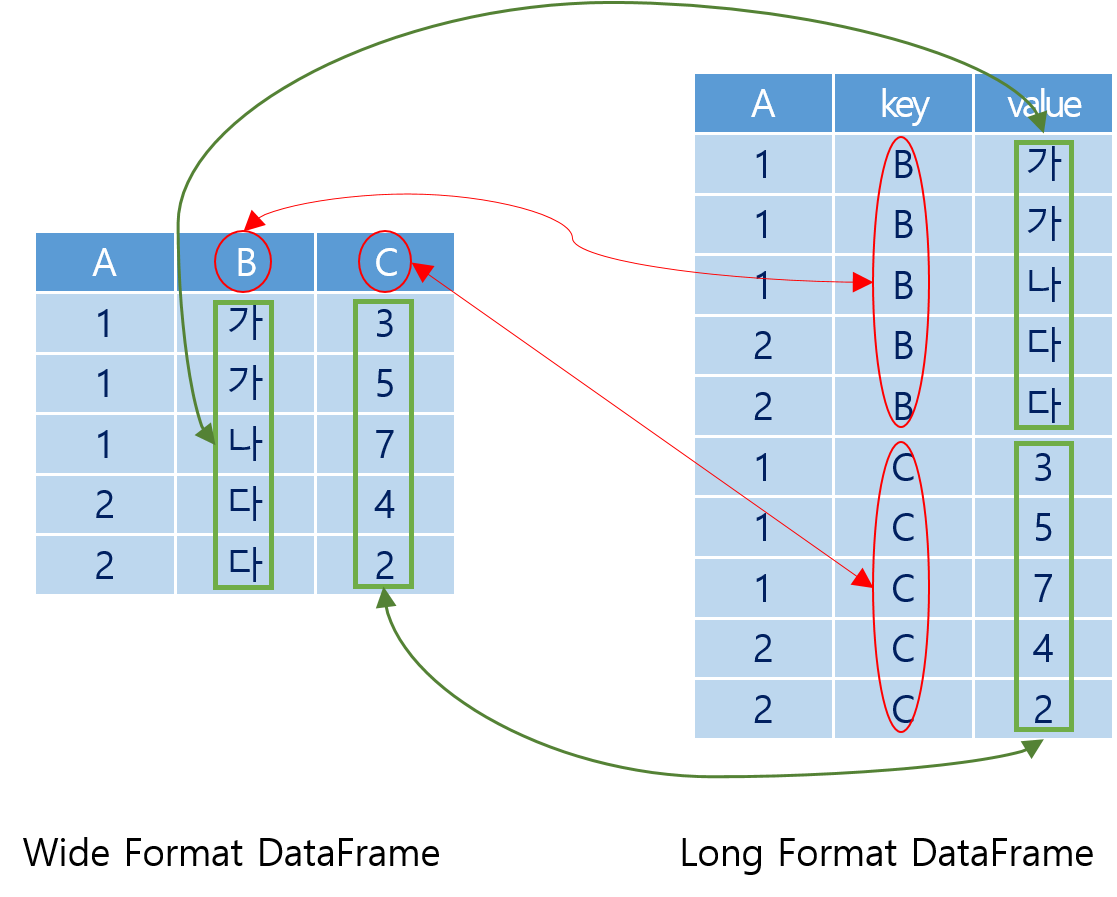 A B C
1 가 3
1 가 5
1 나 7
2 다 4
2 다 2
Wide Format DataFrame
A key value
1 B 가
1 B 가
1 B 나
2 B 다
2 B 다
1 C 3
1 C 5
1 C 7
2 C 4
2 C 2
Long Format DataFrame